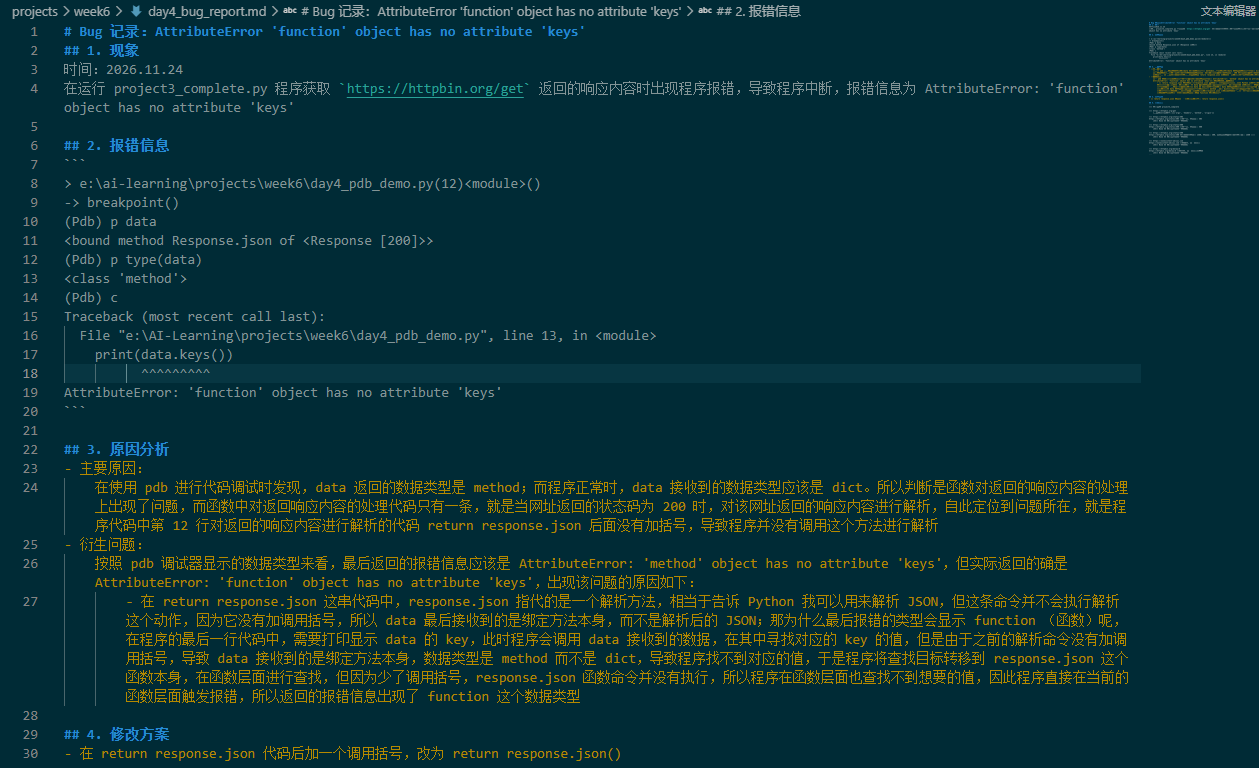 projects > week6 > day4_bug_report.md > abc # Bug 记录：AttributeError 'function' object has no attribute 'keys' > abc ## 2. 报错信息
文本编辑器
1 # Bug 记录：AttributeError 'function' object has no attribute 'keys'
2 ## 1. 现象
3 时间：2026.11.24
4 在运行 project3_complete.py 程序获取 `https://httpbin.org/get` 返回的响应内容时出现程序报错，导致程序中断，报错信息为 AttributeError: 'function'
object has no attribute 'keys'
5
6 ## 2. 报错信息
7 ```
8 > e:\ai-learning\projects\week6\day4_pdb_demo.py(12)<module>()
9 -> breakpoint()
10 (Pdb) p data
11 <bound method Response.json of <Response [200]>>
12 (Pdb) p type(data)
13 <class 'method'>
14 (Pdb) c
15 Traceback (most recent call last):
16 File "e:\AI-Learning\projects\week6\day4_pdb_demo.py", line 13, in <module>
17 print(data.keys())
18 ^^^^^^^^^
19 AttributeError: 'function' object has no attribute 'keys'
20 ```
21
22 ## 3. 原因分析
23 - 主要原因：
24 在使用 pdb 进行代码调试时发现，data 返回的数据类型是 method；而程序正常时，data 接收到的数据类型应该是 dict。所以判断是函数对返回的响应内容的处理
上出现了问题，而函数中对返回响应内容的处理代码只有一条，就是当网址返回的状态码为 200 时，对该网址返回的响应内容进行解析，自此定位到问题所在，就是程
序代码中第 12 行对返回的响应内容进行解析的代码 return response.json 后面没有加括号，导致程序并没有调用这个方法进行解析
25 - 衍生问题：
26 按照 pdb 调试器显示的数据类型来看，最后返回的报错信息应该是 AttributeError: 'method' object has no attribute 'keys'，但实际返回的确是
AttributeError: 'function' object has no attribute 'keys'，出现该问题的原因如下：
27 - 在 return response.json 这串代码中，response.json 指代的是一个解析方法，相当于告诉 Python 我可以用来解析 JSON，但这条命令并不会执行解析
这个动作，因为它没有加调用括号，所以 data 最后接收到的是绑定方法本身，而不是解析后的 JSON；那为什么最后报错的类型会显示 function （函数）呢，
在程序的最后一行代码中，需要打印显示 data 的 key，此时程序会调用 data 接收到的数据，在其中寻找对应的 key 的值，但是由于之前的解析命令没有加调
用括号，导致 data 接收到的是绑定方法本身，数据类型是 method 而不是 dict，导致程序找不到对应的值，于是程序将查找目标转移到 response.json 这个
函数本身，在函数层面进行查找，但因为少了调用括号，response.json 函数命令并没有执行，所以程序在函数层面也查找不到想要的值，因此程序直接在当前的
函数层面触发报错，所以返回的报错信息出现了 function 这个数据类型
28
29 ## 4. 修改方案
30 - 在 return response.json 代码后加一个调用括号，改为 return response.json()